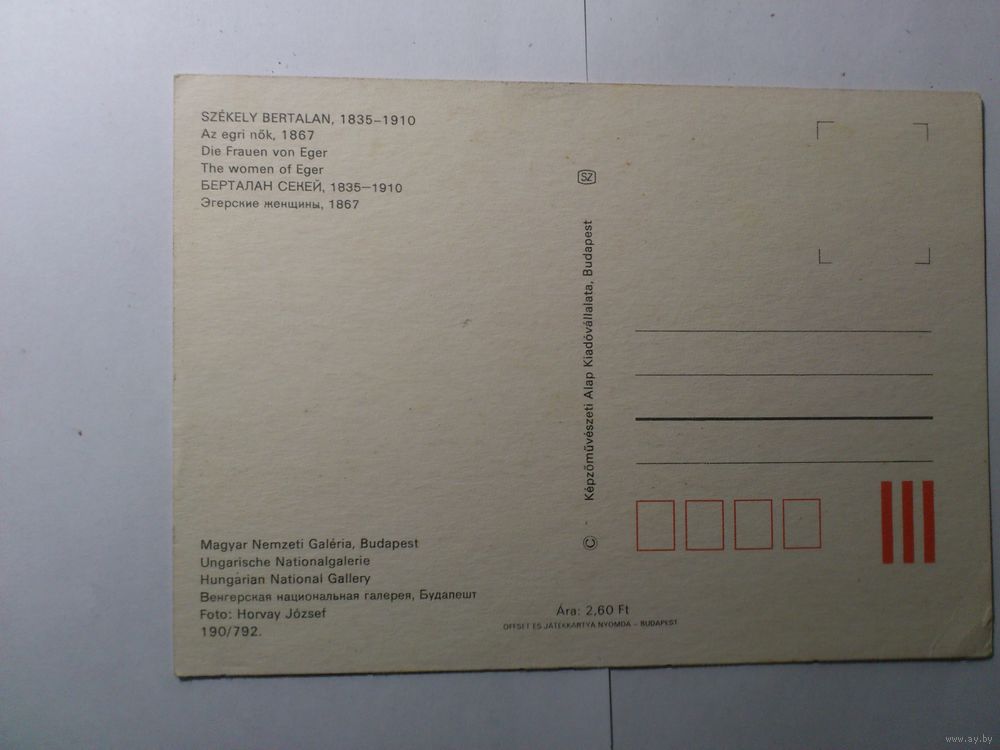 SZÉKELY BERTALAN, 1835–1910
Az egri nők, 1867
Die Frauen von Eger
The women of Eger
БЕРТАЛАН СЕКЕЙ, 1835—1910
Эгерские женщины, 1867
SZ
Képzőművészeti Alap Kiadóvállalata, Budapest
©
Magyar Nemzeti Galéria, Budapest
Ungarische Nationalgalerie
Hungarian National Gallery
Венгерская национальная галерея, Будапешт
Foto: Horvay József
190/792.
Ára: 2,60 Ft
OFFSET ÉS JÁTÉKKÁRTYA NYOMDA – BUDAPEST
www.ay.by